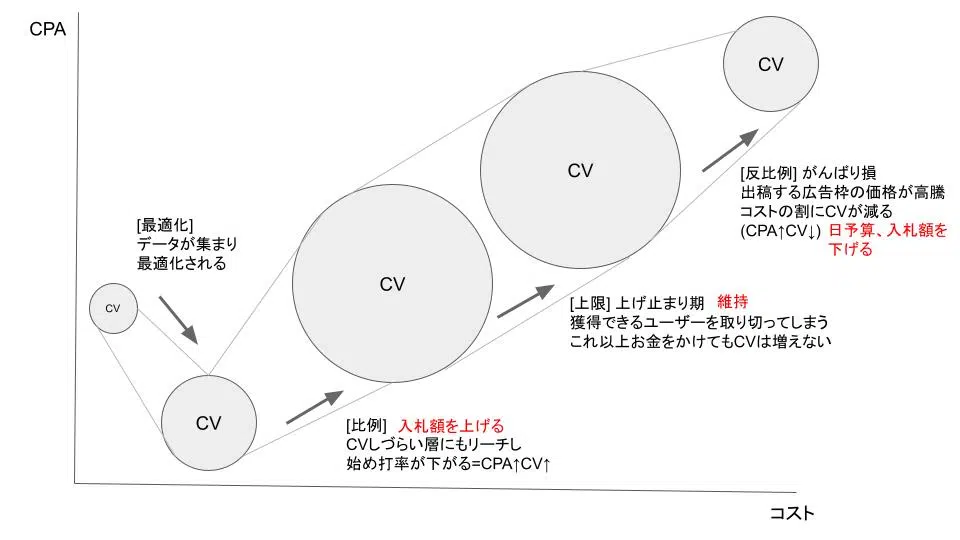 CPA
CV
CV
CV
CV
CV
[最適化]
データが集まり
最適化される
[比例] 入札額を上げる
CVしづらい層にもリーチし
始め打率が下がる=CPA↑CV↑
[上限] 上げ止まり期 維持
獲得できるユーザーを取り切ってしまう
これ以上お金をかけてもCVは増えない
[反比例] がんばり損
出稿する広告枠の価格が高騰
コストの割にCVが減る
(CPA↑CV↓) 日予算、入札額を
下げる
コスト